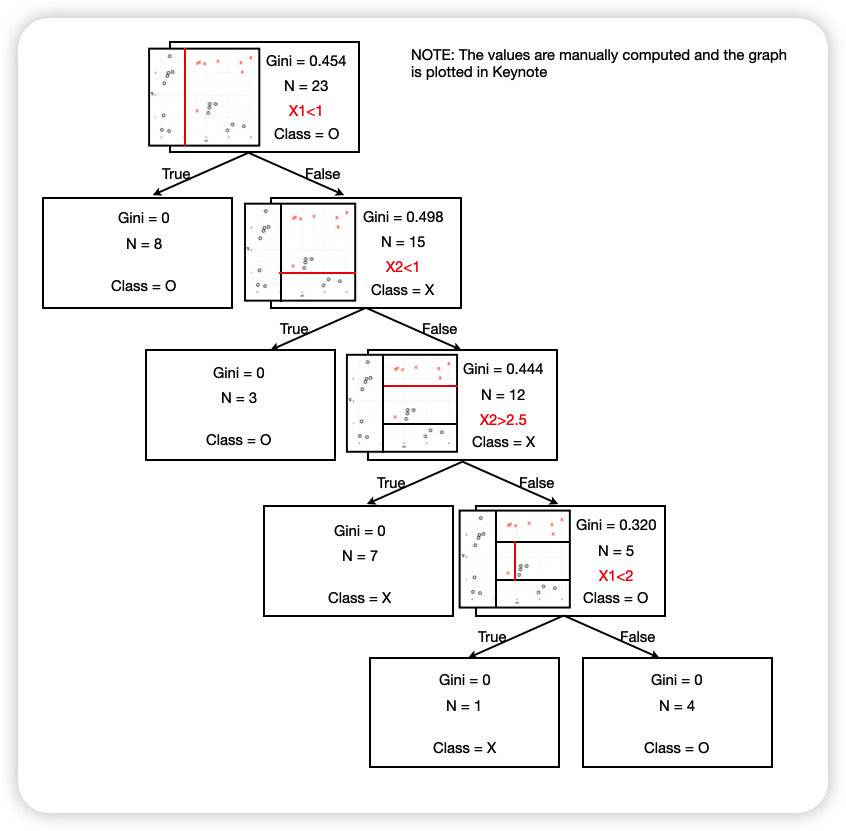 NOTE: The values are manually computed and the graph
is plotted in Keynote
Gini = 0.454
N = 23
X1<1
Class = O
True
False
Gini = 0
N = 8
Class = O
Gini = 0.498
N = 15
X2<1
Class = X
True
False
Gini = 0
N = 3
Class = O
Gini = 0.444
N = 12
X2>2.5
Class = X
True
False
Gini = 0
N = 7
Class = X
Gini = 0.320
N = 5
X1<2
Class = O
True
False
Gini = 0
N = 1
Class = X
Gini = 0
N = 4
Class = O